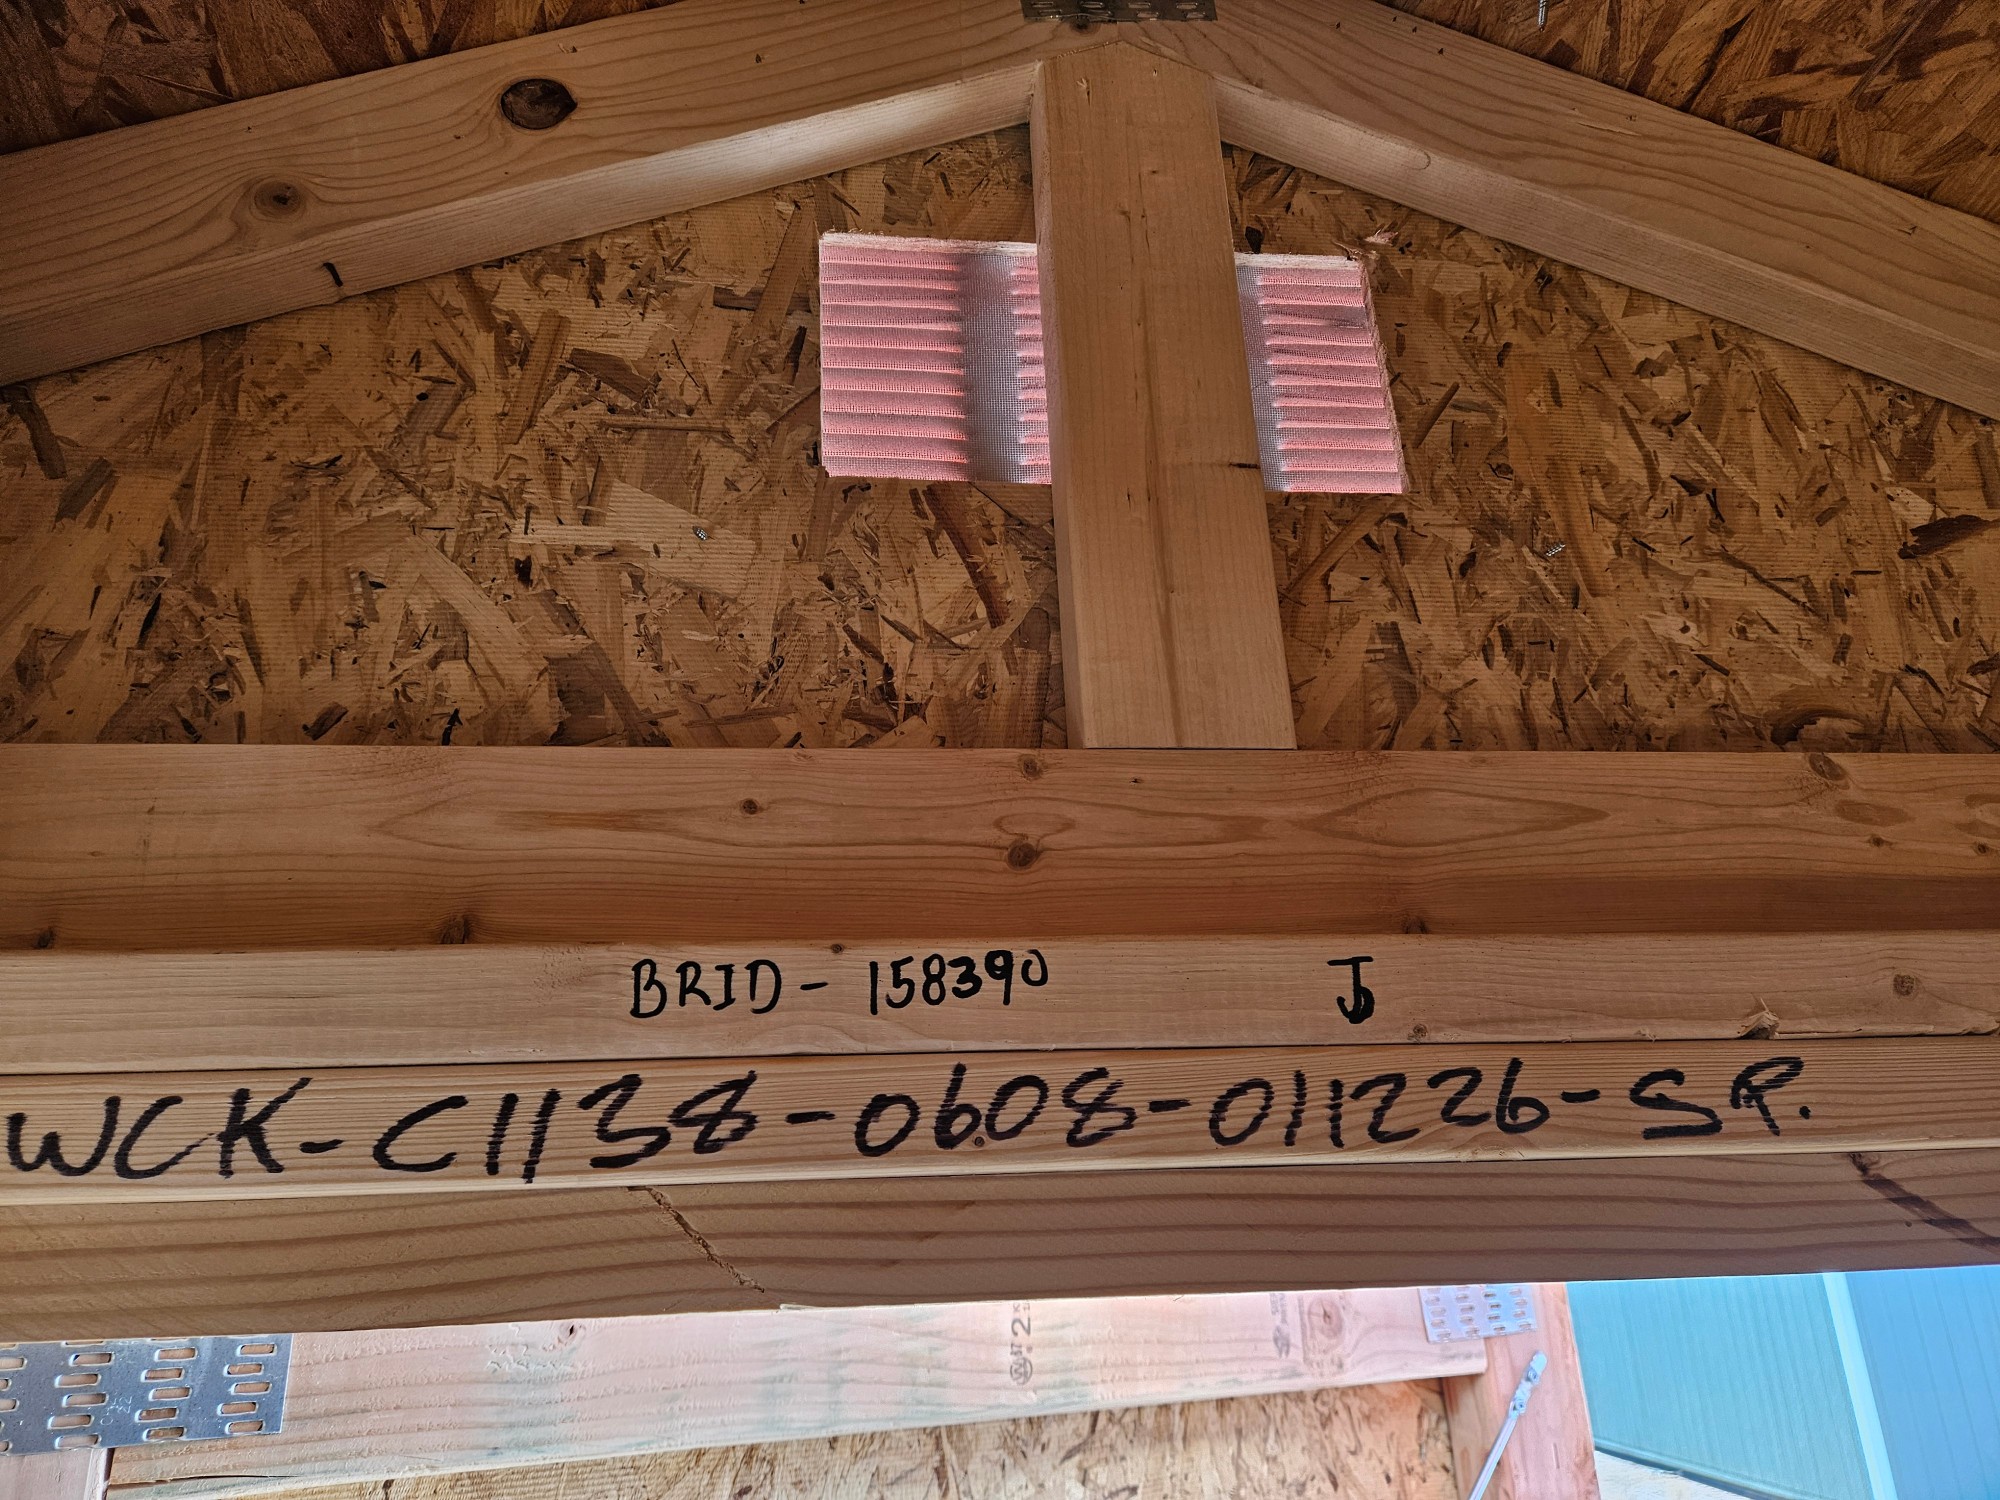 BRID - 158390 J
WCK-C1138-0608-011226-SR.